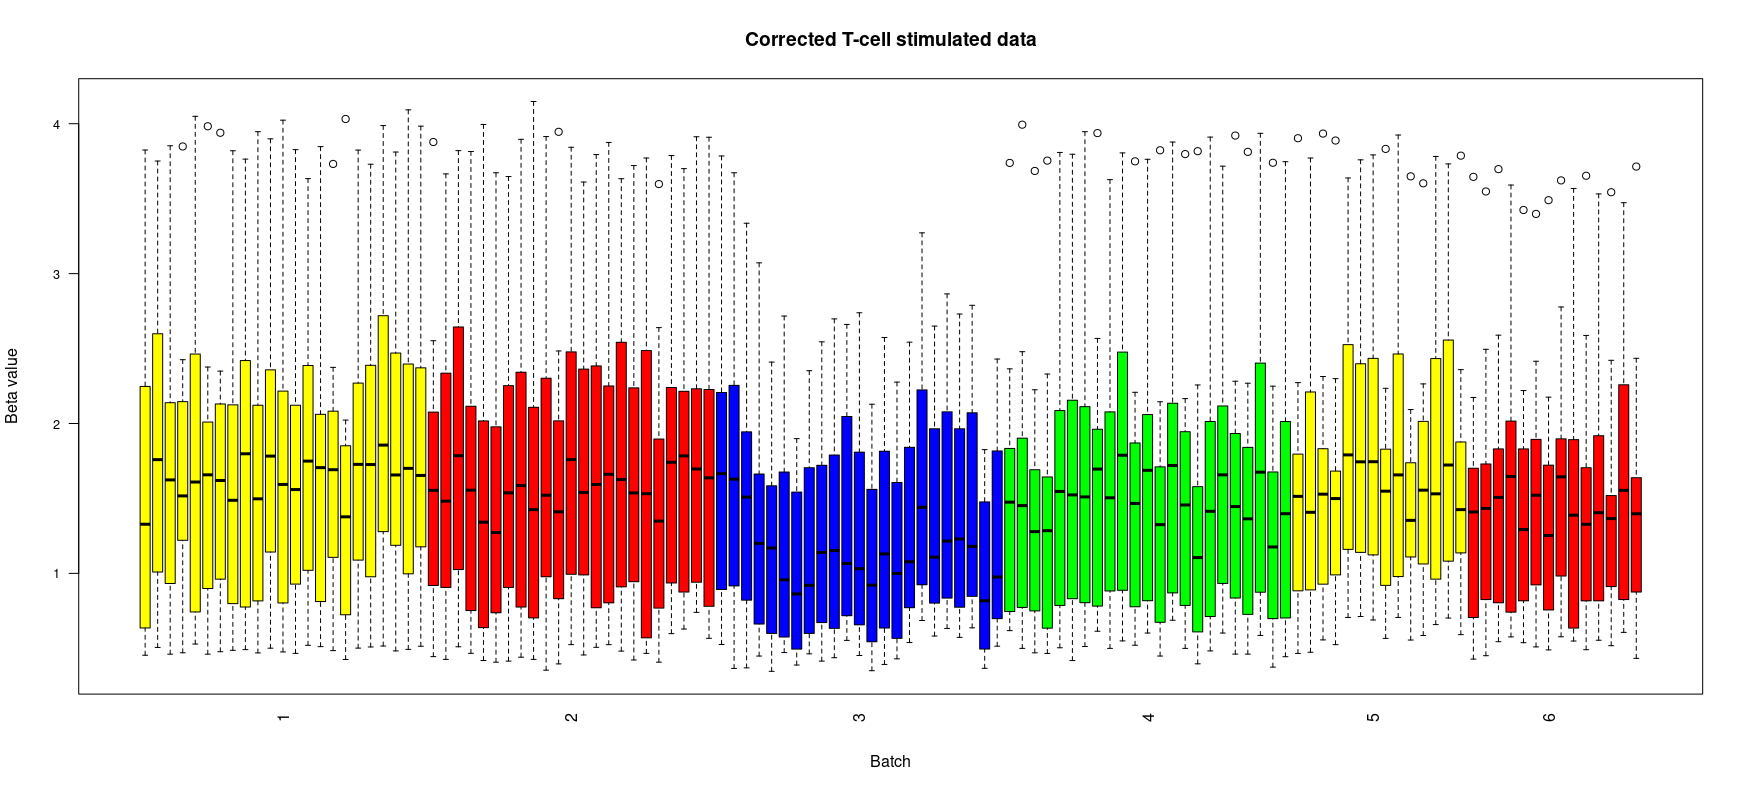 Corrected T-cell stimulated data
4
3
2
1
Beta value
1 2 3 4 5 6
Batch